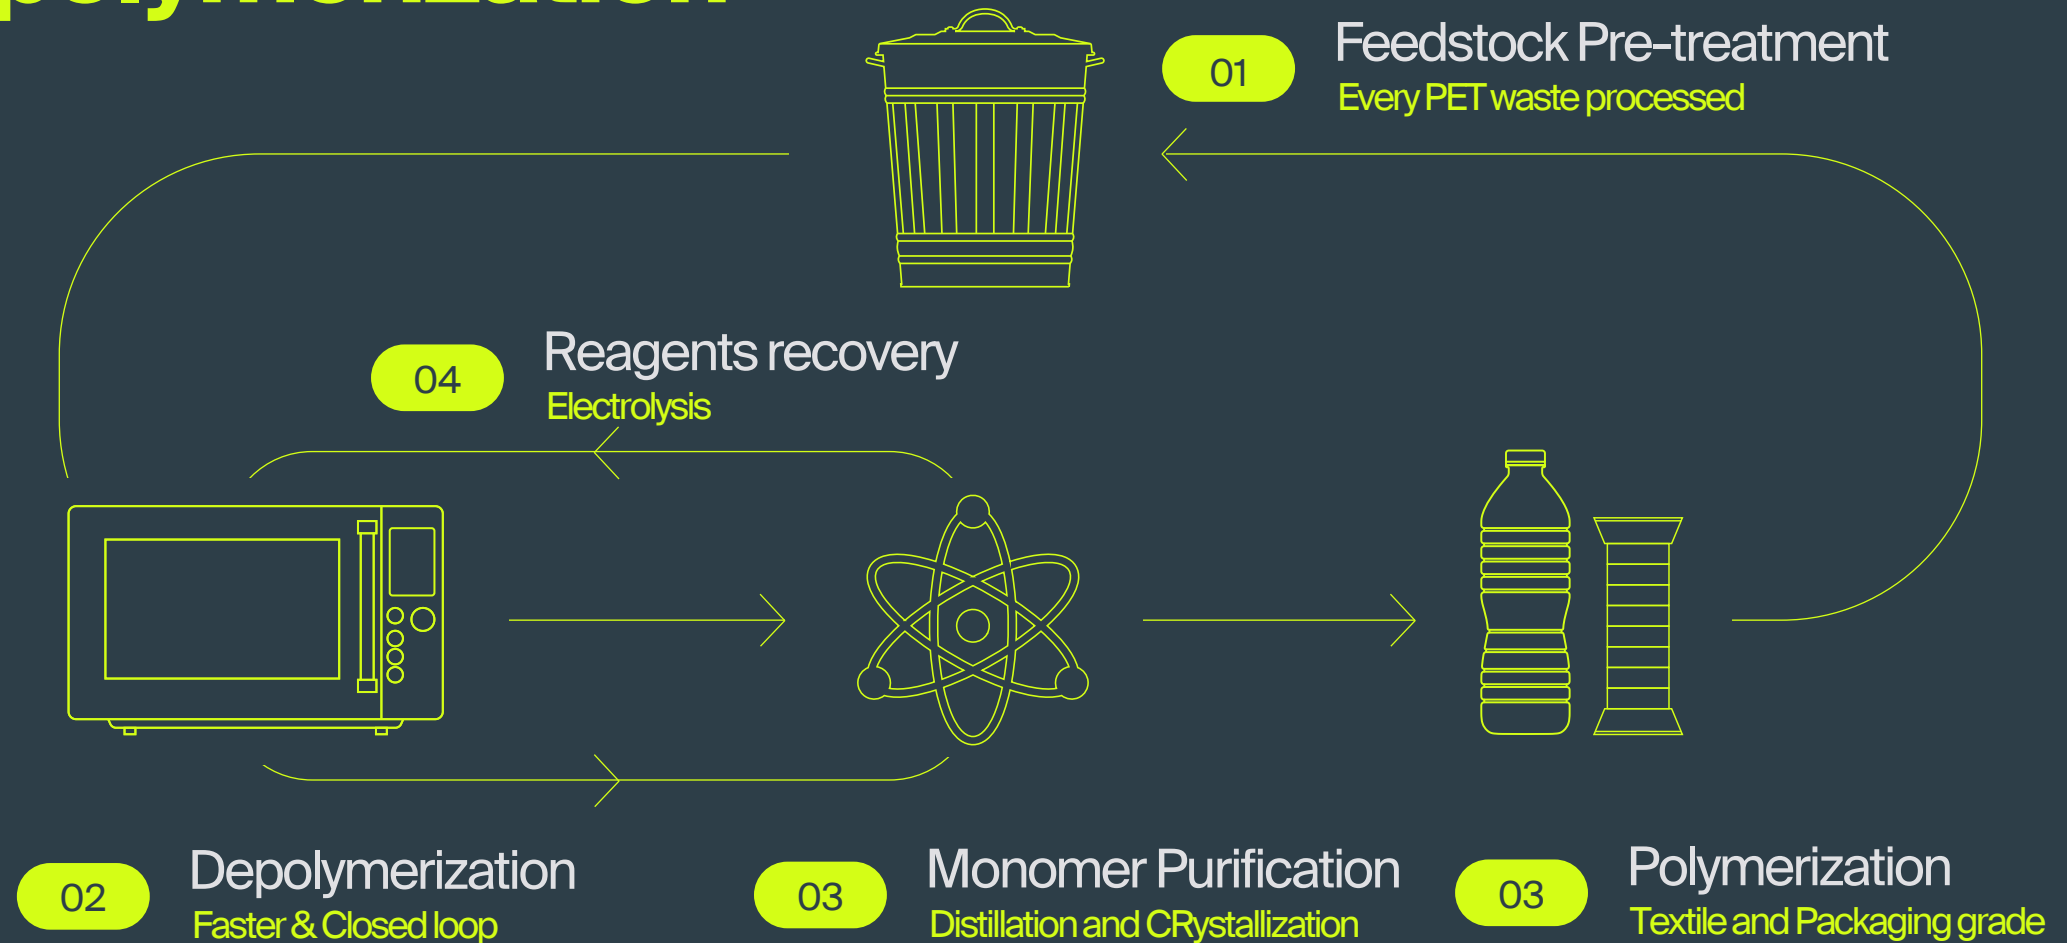 polymerization
01
Feedstock Pre-treatment
Every PET waste processed
04
Reagents recovery
Electrolysis
02
Depolymerization
Faster & Closed loop
03
Monomer Purification
Distillation and CRystallization
03
Polymerization
Textile and Packaging grade